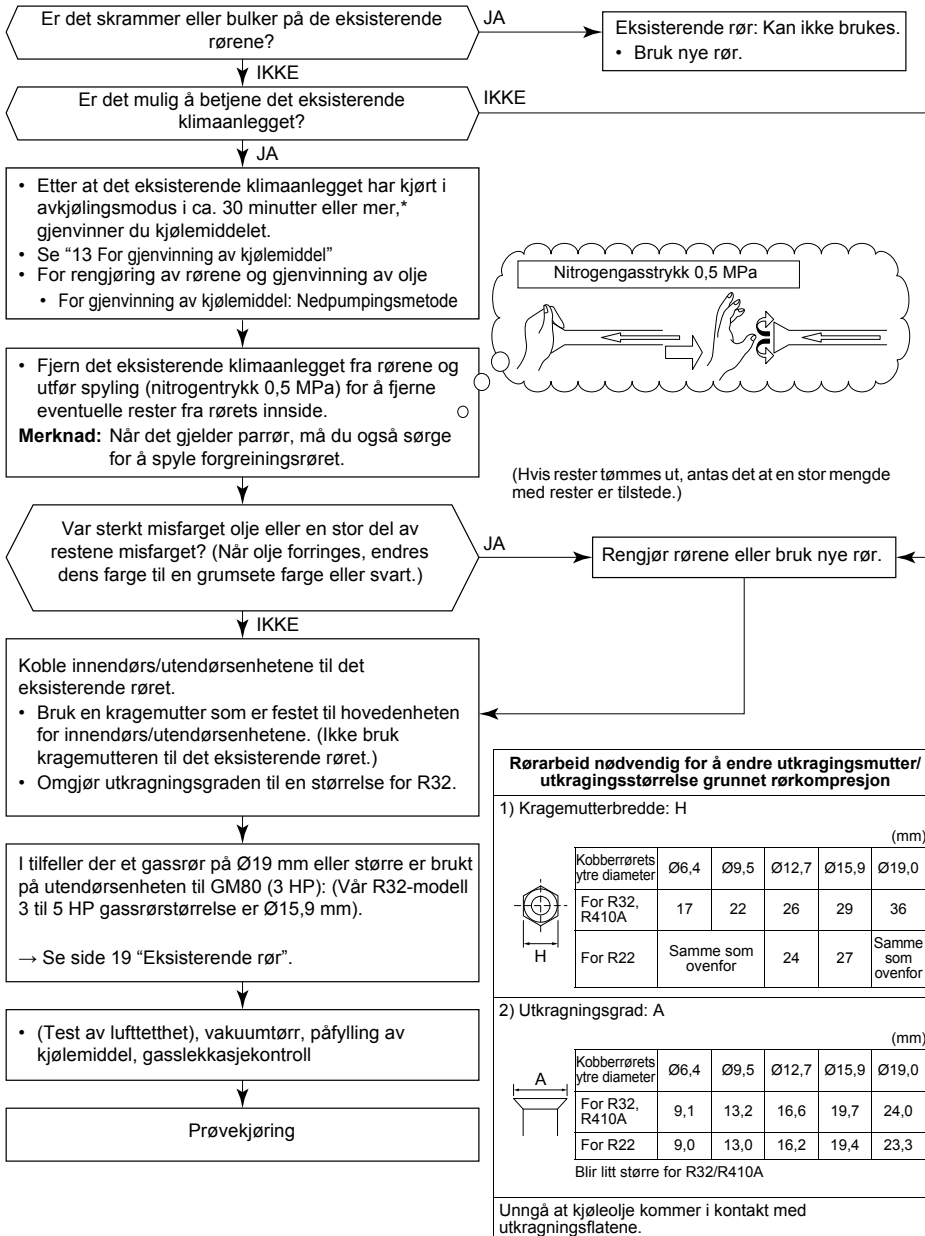 Er det skrammer eller bulker på de eksisterende
rørene?
JA
Eksisterende rør: Kan ikke brukes.
• Bruk nye rør.
IKKE
Er det mulig å betjene det eksisterende
klimaanlegget?
IKKE
JA
• Etter at det eksisterende klimaanlegget har kjørt i
avkjølingsmodus i ca. 30 minutter eller mer,*
gjenvinner du kjølemiddelet.
• Se “13 For gjenvinning av kjølemiddel”
• For rengjøring av rørene og gjenvinning av olje
• For gjenvinning av kjølemiddel: Nedpumpingsmetode
Nitrogengasstrykk 0,5 MPa
• Fjern det eksisterende klimaanlegget fra rørene og
utfør spyling (nitrogentrykk 0,5 MPa) for å fjerne
eventuelle rester fra rørets innside.
Merknad: Når det gjelder parrør, må du også sørge
for å spyle forgreiningsrøret.
(Hvis rester tømmes ut, antas det at en stor mengde
med rester er tilstede.)
Var sterkt misfarget olje eller en stor del av
restene misfarget? (Når olje forringes, endres
dens farge til en grumsete farge eller svart.)
JA
Rengjør rørene eller bruk nye rør.
IKKE
Koble innendørs/utendørsenhetene til det
eksisterende røret.
• Bruk en kragemutter som er festet til hovedenheten
for innendørs/utendørsenhetene. (Ikke bruk
kragemutteren til det eksisterende røret.)
• Omgjør utkragningsgraden til en størrelse for R32.
I tilfeller der et gassrør på Ø19 mm eller større er brukt
på utendørsenheten til GM80 (3 HP): (Vår R32-modell
3 til 5 HP gassrørstørrelse er Ø15,9 mm).
→ Se side 19 “Eksisterende rør”.
• (Test av lufttetthet), vakuumtørr, påfylling av
kjølemiddel, gasslekkasjekontroll
Prøvekjøring
Rørarbeid nødvendig for å endre utkragingsmutter/
utkragingsstørrelse grunnet rørkompresjon
1) Kragemutterbredde: H
(mm)
Kobberrørets
ytre diameter Ø6,4 Ø9,5 Ø12,7 Ø15,9 Ø19,0
For R32,
R410A 17 22 26 29 36
For R22 Samme som
ovenfor 24 27 Samme
som
ovenfor
H
2) Utkragningsgrad: A
(mm)
Kobberrørets
ytre diameter Ø6,4 Ø9,5 Ø12,7 Ø15,9 Ø19,0
A
For R32,
R410A 9,1 13,2 16,6 19,7 24,0
For R22 9,0 13,0 16,2 19,4 23,3
Blir litt større for R32/R410A
Unngå at kjøleolje kommer i kontakt med
utkragningsflatene.